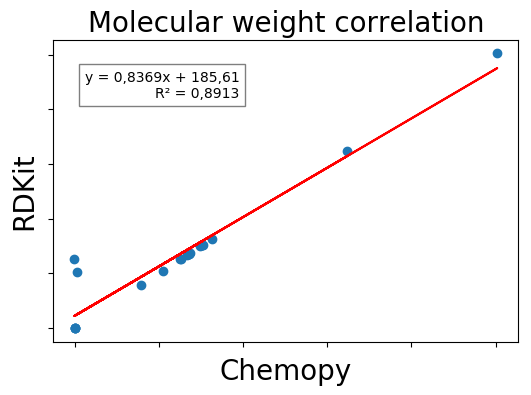 Molecular weight correlation
y = 0,8369x + 185,61
R² = 0,8913
RDKit
Chemopy